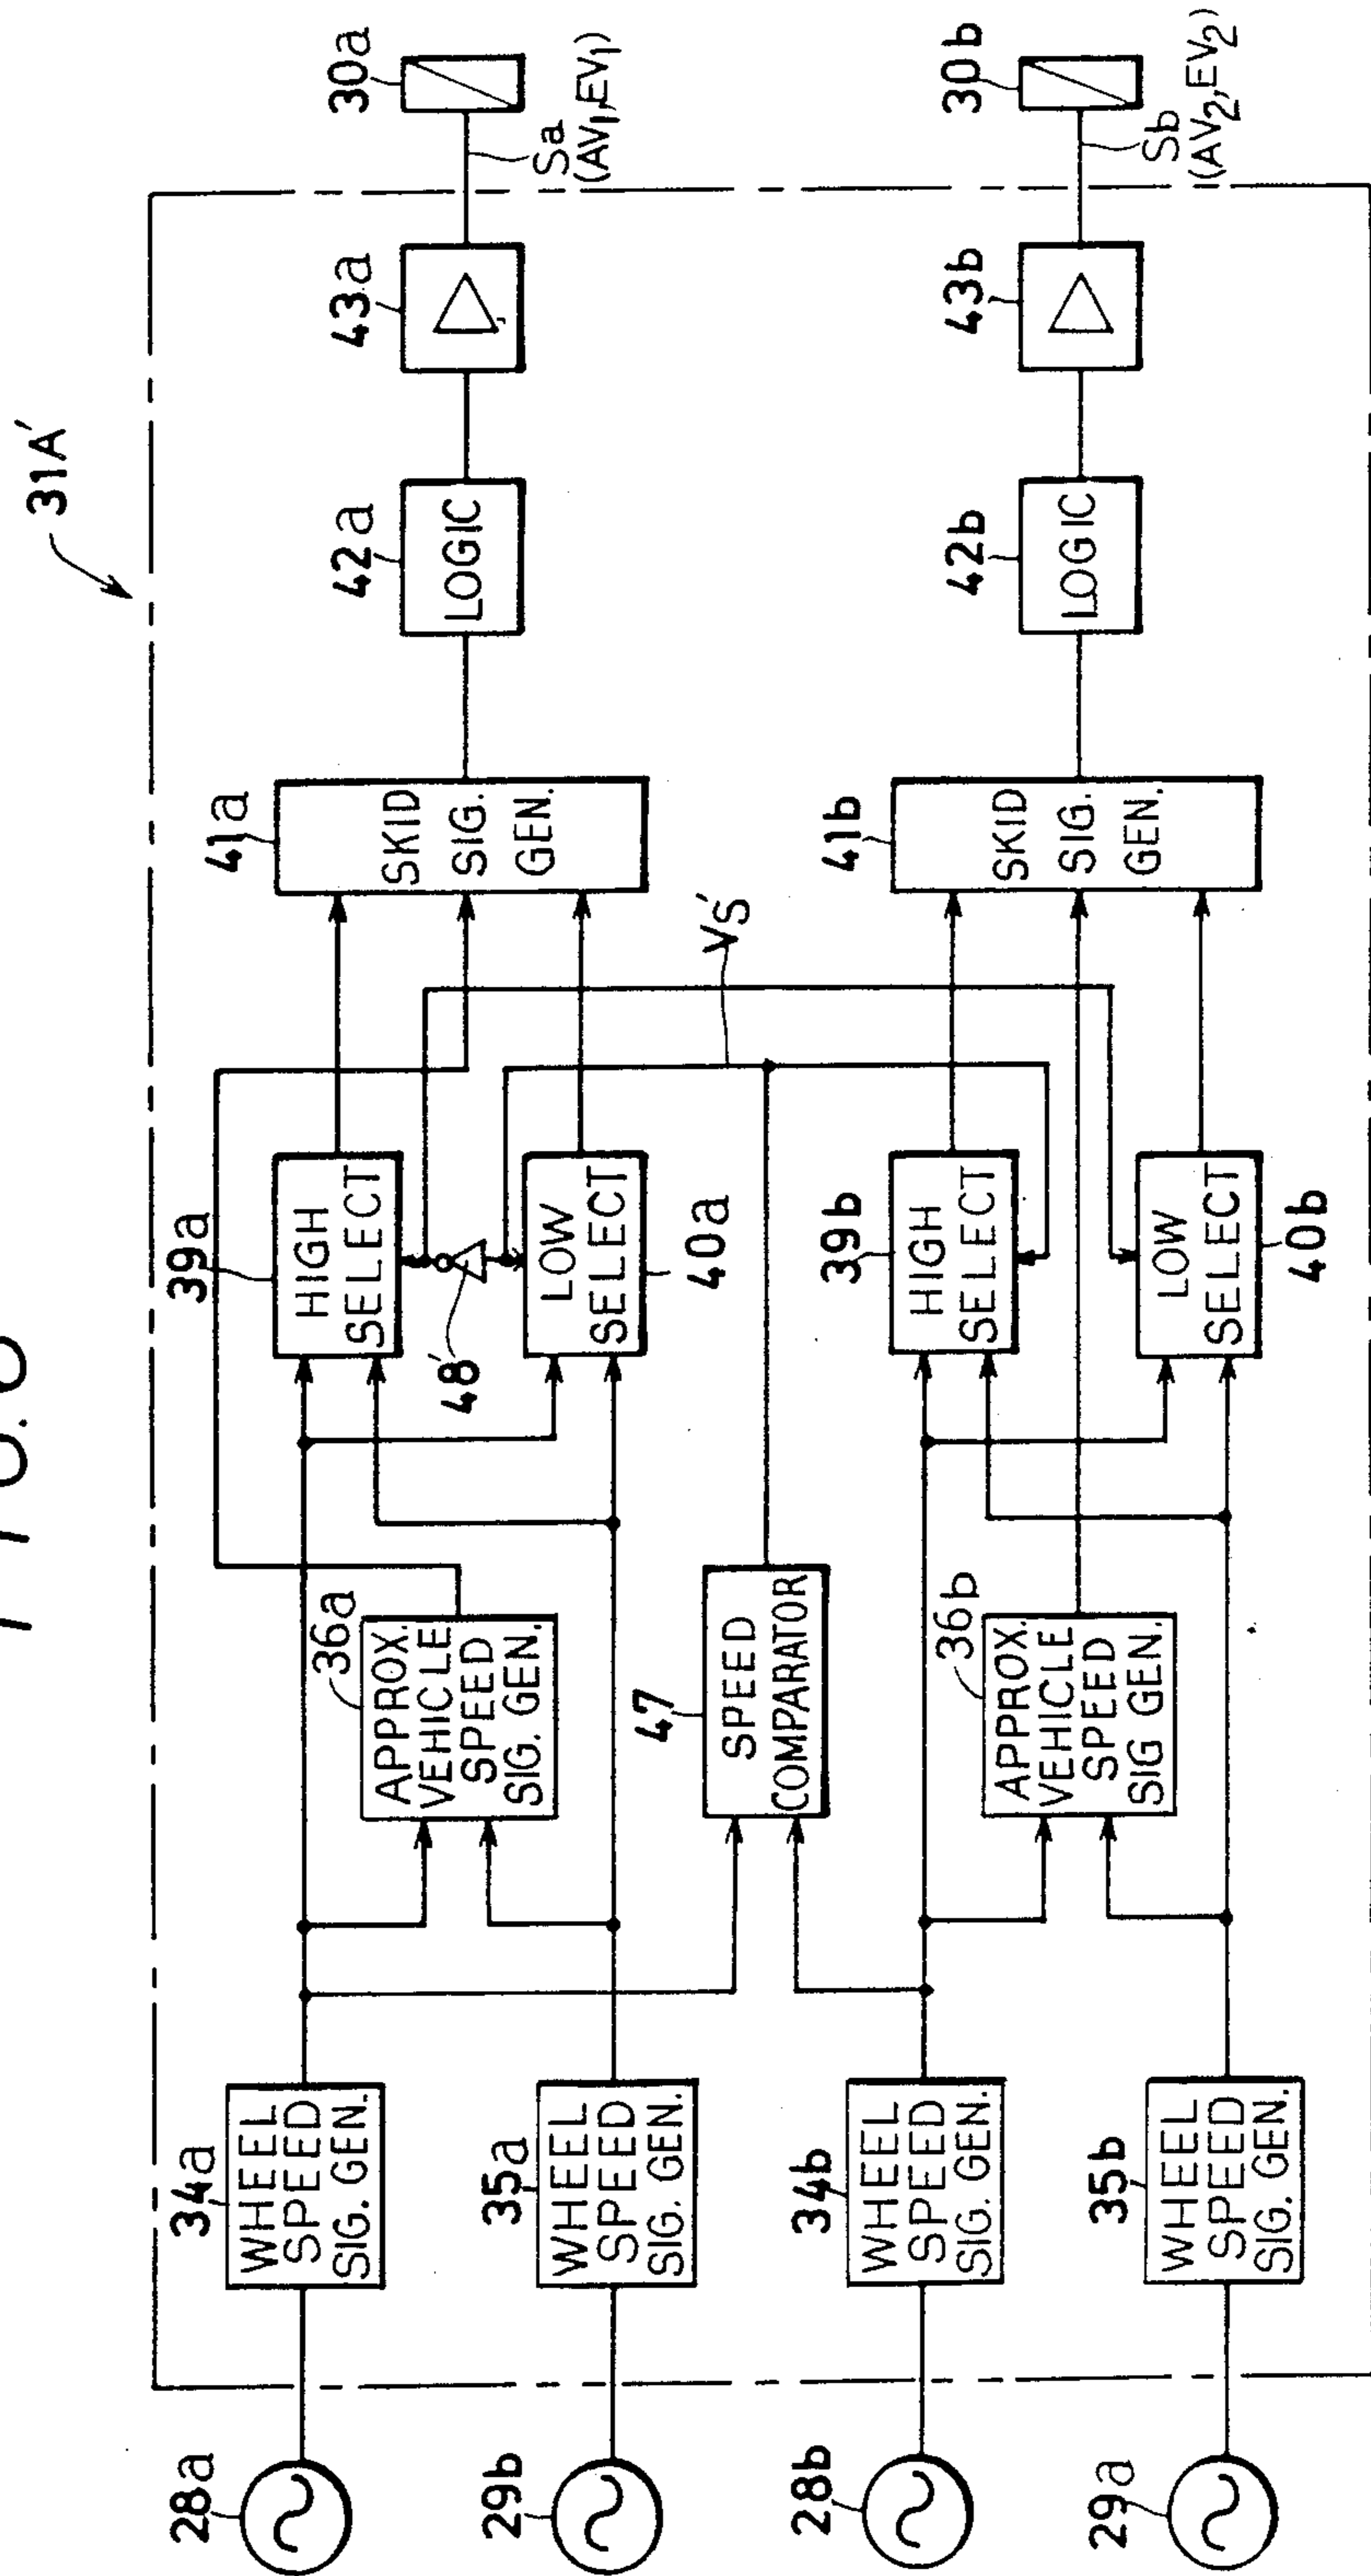 31A'
28a
34a
WHEEL
SPEED
SIG. GEN.
36a
APPROX.
VEHICLE
SPEED
SIG. GEN.
39a
HIGH
SELECT
41a
SKID
SIG.
GEN.
42a
LOGIC
43a
30a
Sa
(AV1,EV1)
29b
35a
WHEEL
SPEED
SIG. GEN.
48
LOW
SELECT
40a
47
SPEED
COMPARATOR
Vs'
28b
34b
WHEEL
SPEED
SIG. GEN.
36b
APPROX.
VEHICLE
SPEED
SIG GEN.
39b
HIGH
SELECT
41b
SKID
SIG.
GEN.
42b
LOGIC
43b
30b
Sb
(AV2,EV2)
29a
35b
WHEEL
SPEED
SIG. GEN.
LOW
SELECT
40b